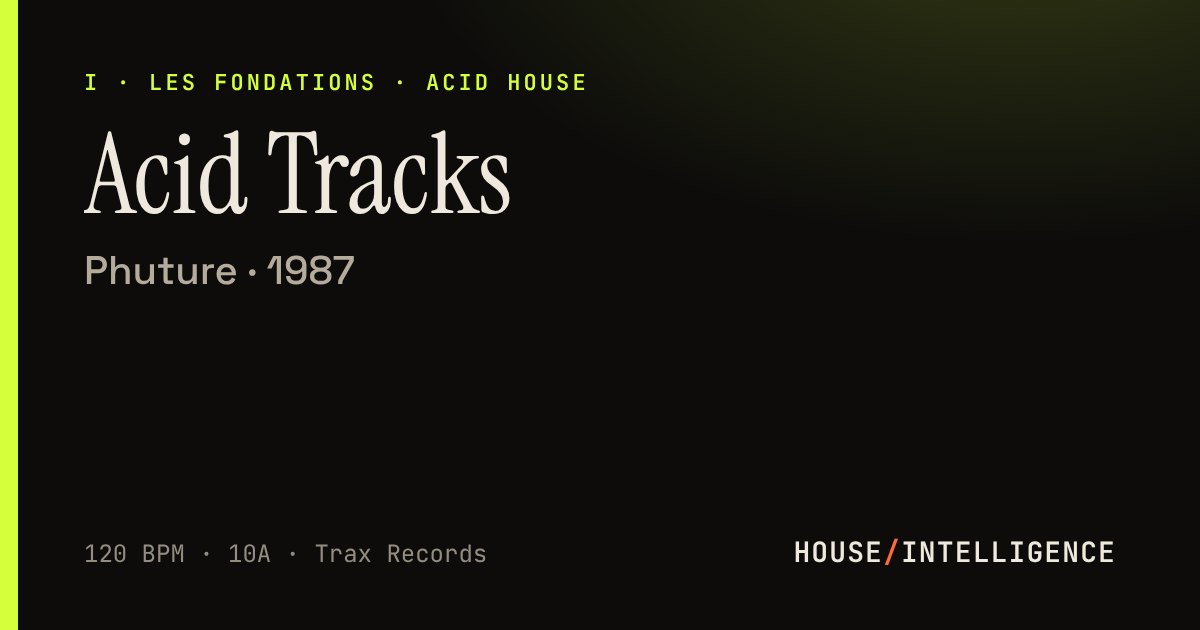 I · LES FONDATIONS · ACID HOUSE
Acid Tracks
Phuture · 1987
120 BPM · 10A · Trax Records
HOUSE/INTELLIGENCE